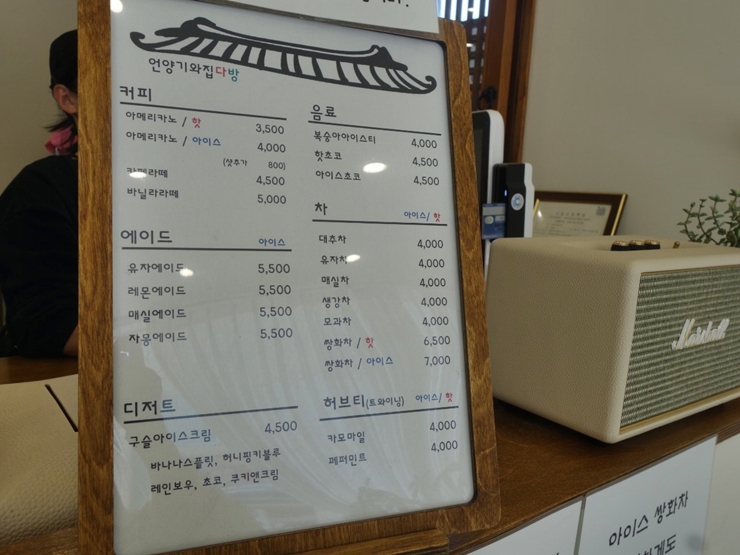 언양기와집다방
커피
아메리카노 / 핫 3,500
아메리카노 / 아이스 4,000
(샷추가 800)
카페라떼 4,500
바닐라라떼 5,000
에이드 아이스
유자에이드 5,500
레몬에이드 5,500
매실에이드 5,500
자몽에이드 5,500
디저트
구슬아이스크림 4,500
바나나스플릿, 허니핑키블루
레인보우, 초코, 쿠키앤크림
음료
복숭아아이스티 4,000
핫초코 4,500
아이스초코 4,500
차 아이스/ 핫
대추차 4,000
유자차 4,000
매실차 4,000
생강차 4,000
모과차 4,000
쌍화차 / 핫 6,500
쌍화차 / 아이스 7,000
허브티(트와이닝) 아이스/ 핫
카모마일 4,000
페퍼민트 4,000
Marshall
아이스 쌍화차